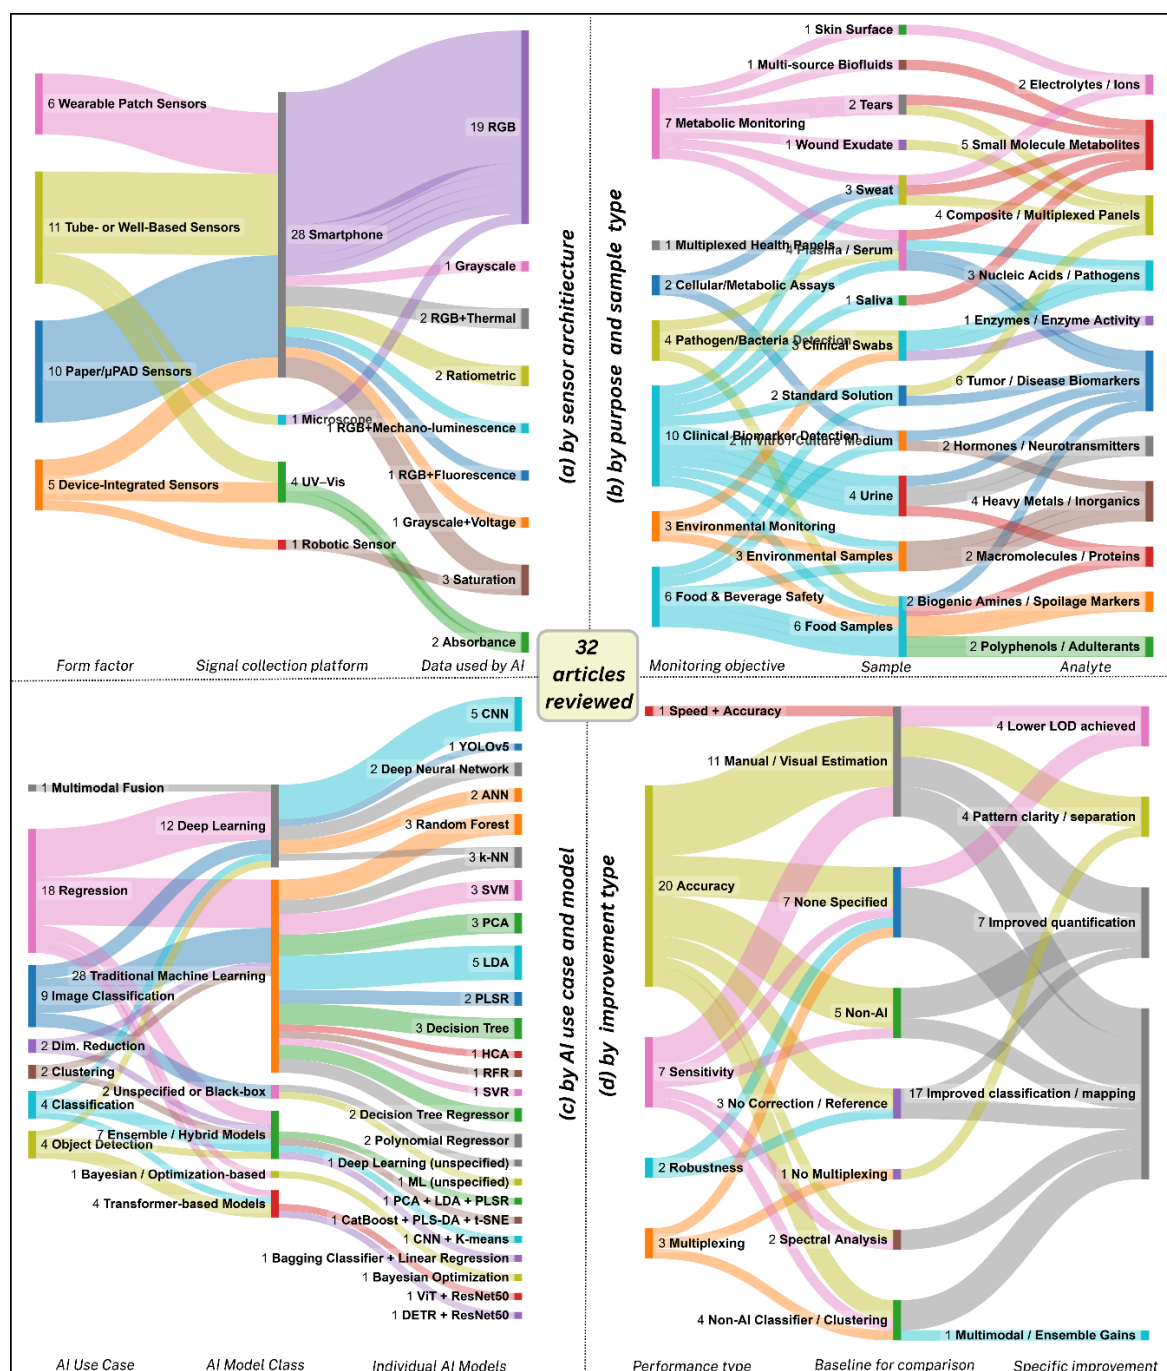 6 Wearable Patch Sensors
11 Tube- or Well-Based Sensors
10 Paper/µPAD Sensors
5 Device-Integrated Sensors
28 Smartphone
1 Microscope
4 UV–Vis
1 Robotic Sensor
19 RGB
1 Grayscale
2 RGB+Thermal
2 Ratiometric
1 RGB+Mechano-luminescence
1 RGB+Fluorescence
1 Grayscale+Voltage
3 Saturation
2 Absorbance
Form factor
Signal collection platform
Data used by AI
(a) by sensor architiecture
(b) by purpose and sample type
7 Metabolic Monitoring
1 Multiplexed Health Panels
2 Cellular/Metabolic Assays
4 Pathogen/Bacteria Detection
10 Clinical Biomarker Detection
3 Environmental Monitoring
6 Food & Beverage Safety
1 Skin Surface
1 Multi-source Biofluids
2 Tears
1 Wound Exudate
3 Sweat
4 Plasma / Serum
1 Saliva
3 Clinical Swabs
2 Standard Solution
2 In Vitro / Culture Medium
4 Urine
3 Environmental Samples
6 Food Samples
2 Electrolytes / Ions
5 Small Molecule Metabolites
4 Composite / Multiplexed Panels
3 Nucleic Acids / Pathogens
1 Enzymes / Enzyme Activity
6 Tumor / Disease Biomarkers
2 Hormones / Neurotransmitters
4 Heavy Metals / Inorganics
2 Macromolecules / Proteins
2 Biogenic Amines / Spoilage Markers
2 Polyphenols / Adulterants
Monitoring objective
Sample
Analyte
32
articles
reviewed
1 Multimodal Fusion
18 Regression
9 Image Classification
2 Dim. Reduction
2 Clustering
4 Classification
4 Object Detection
12 Deep Learning
28 Traditional Machine Learning
2 Unspecified or Black-box
7 Ensemble / Hybrid Models
1 Bayesian / Optimization-based
4 Transformer-based Models
5 CNN
1 YOLOv5
2 Deep Neural Network
2 ANN
3 Random Forest
3 k-NN
3 SVM
3 PCA
5 LDA
2 PLSR
3 Decision Tree
1 HCA
1 RFR
1 SVR
2 Decision Tree Regressor
2 Polynomial Regressor
1 Deep Learning (unspecified)
1 ML (unspecified)
1 PCA + LDA + PLSR
1 CatBoost + PLS-DA + t-SNE
1 CNN + K-means
1 Bagging Classifier + Linear Regression
1 Bayesian Optimization
1 ViT + ResNet50
1 DETR + ResNet50
AI Use Case
AI Model Class
Individual AI Models
(c) by AI use case and model
(d) by improvement type
1 Speed + Accuracy
20 Accuracy
7 Sensitivity
2 Robustness
3 Multiplexing
11 Manual / Visual Estimation
7 None Specified
5 Non-AI
3 No Correction / Reference
1 No Multiplexing
2 Spectral Analysis
4 Non-AI Classifier / Clustering
4 Lower LOD achieved
4 Pattern clarity / separation
7 Improved quantification
17 Improved classification / mapping
1 Multimodal / Ensemble Gains
Performance type
Baseline for comparison
Specific improvement